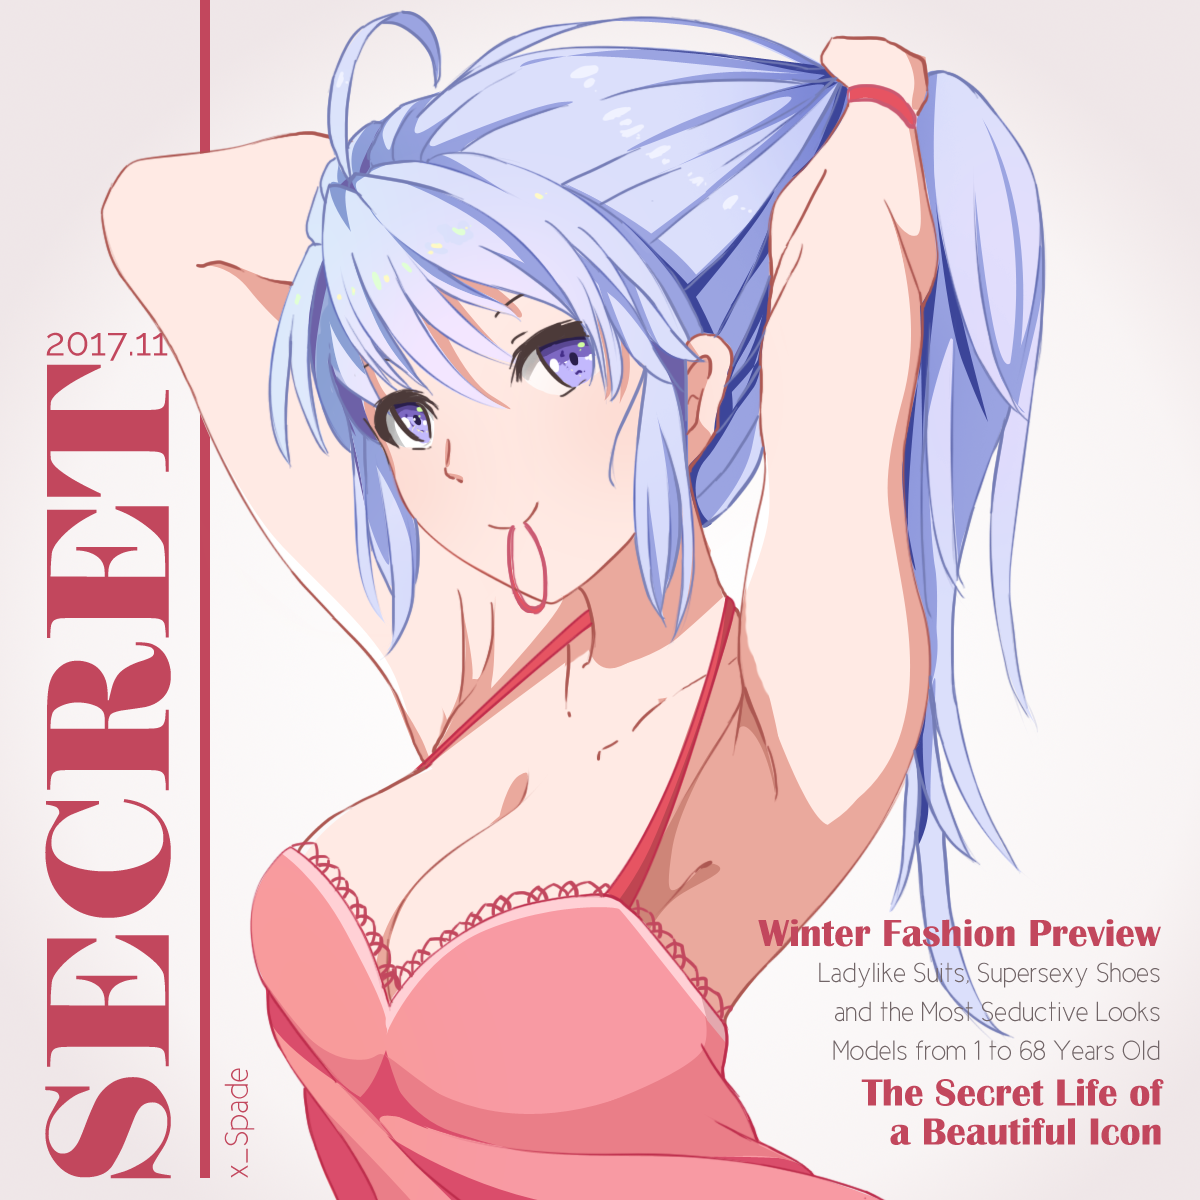 2017.11
SECRET
x_Spade
Winter Fashion Preview
Ladylike Suits, Supersexy Shoes
and the Most Seductive Looks
Models from 1 to 68 Years Old
The Secret Life of
a Beautiful Icon